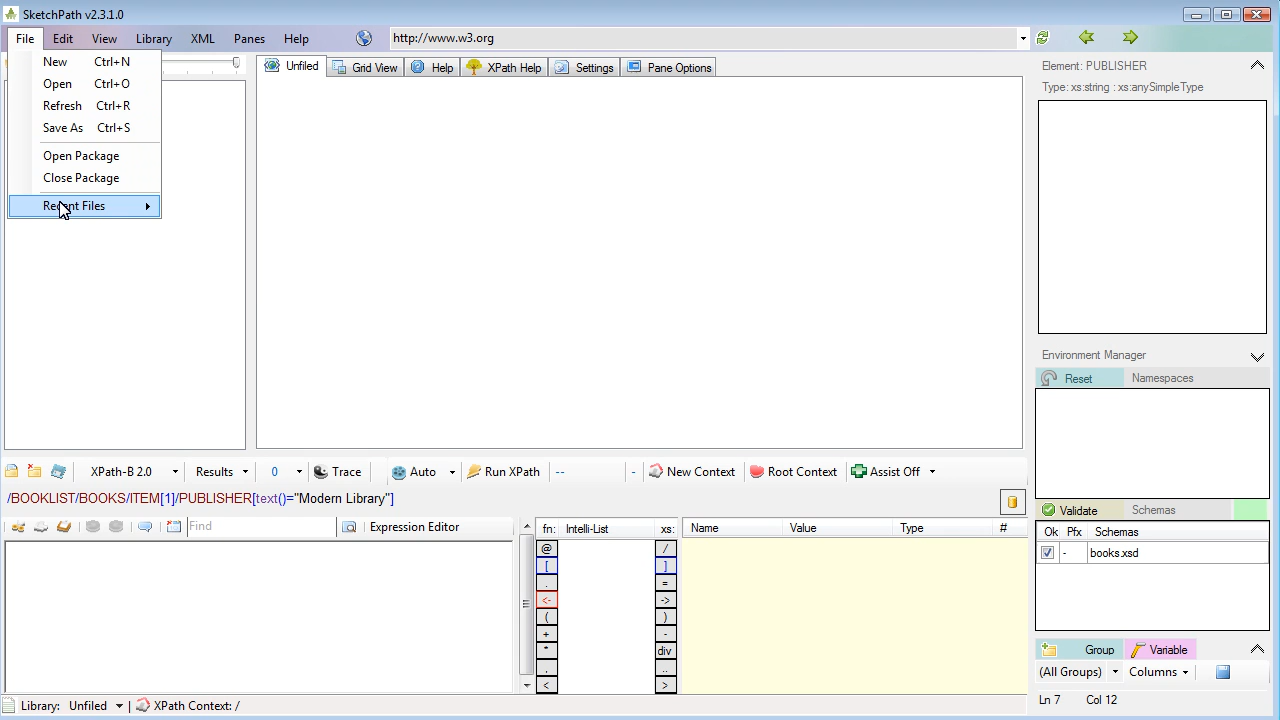 SketchPath v2.3.1.0
File Edit View Library XML Panes Help http://www.w3.org
New Ctrl+N
Open Ctrl+O
Refresh Ctrl+R
Save As Ctrl+S
Open Package
Close Package
Recent Files
Unfiled Grid View Help XPath Help Settings Pane Options
Element: PUBLISHER
Type: xs:string : xs:anySimpleType
Environment Manager
Reset Namespaces
XPath-B 2.0 Results 0 Trace Auto Run XPath -- - New Context Root Context Assist Off
/BOOKLIST/BOOKS/ITEM[1]/PUBLISHER[text()="Modern Library"]
Find Expression Editor
fn: Intelli-List xs:
@ /
[ ]
. =
<- ->
( )
+ -
* div
, ..
< >
Name Value Type #
Validate Schemas
Ok Pfx Schemas
- books.xsd
Group Variable
(All Groups) Columns
Ln 7 Col 12
Library: Unfiled XPath Context: /